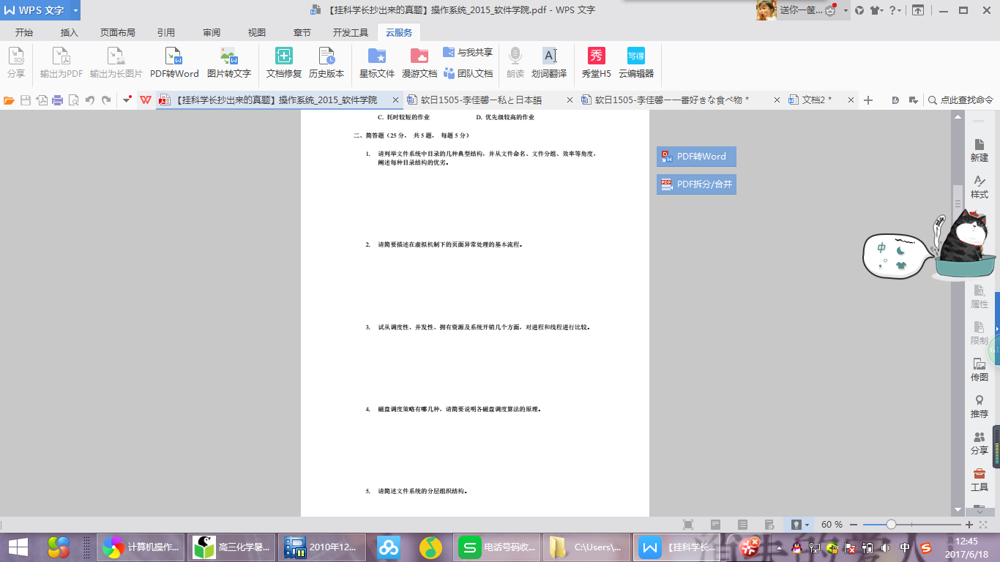 WPS 文字
【挂科学长抄出来的真题】操作系统_2015_软件学院.pdf - WPS 文字
送你一筐...
开始 插入 页面布局 引用 审阅 视图 章节 开发工具 云服务
分享 输出为PDF 输出为长图片 PDF转Word 图片转文字 文档修复 历史版本 星标文件 漫游文档 与我共享 团队文档 朗读 划词翻译 秀堂H5 云编辑器
秀 写得
【挂科学长抄出来的真题】操作系统_2015_软件学院 × 软日1505-李佳馨一私と日本語 × 软日1505-李佳馨一一番好きな食べ物 * × 文档2 * × 点此查找命令
C. 耗时较短的作业 D. 优先级较高的作业
二、简答题（25 分， 共 5 题， 每题 5 分）
1. 请列举文件系统中目录的几种典型结构，并从文件命名、文件分组、效率等角度，
阐述每种目录结构的优劣。
2. 请简要描述在虚拟机制下的页面异常处理的基本流程。
3. 试从调度性、并发性、拥有资源及系统开销几个方面，对进程和线程进行比较。
4. 磁盘调度策略有哪几种，请简要说明各磁盘调度算法的原理。
5. 请简述文件系统的分层组织结构。
PDF转Word
PDF拆分/合并
中
新建
样式
属性
限制
传图
推荐
分享
工具
60 %
计算机操作... 高三化学暑... 2010年12... 电话号码收... C:\Users\... 【挂科学长... 中
12:45
2017/6/18